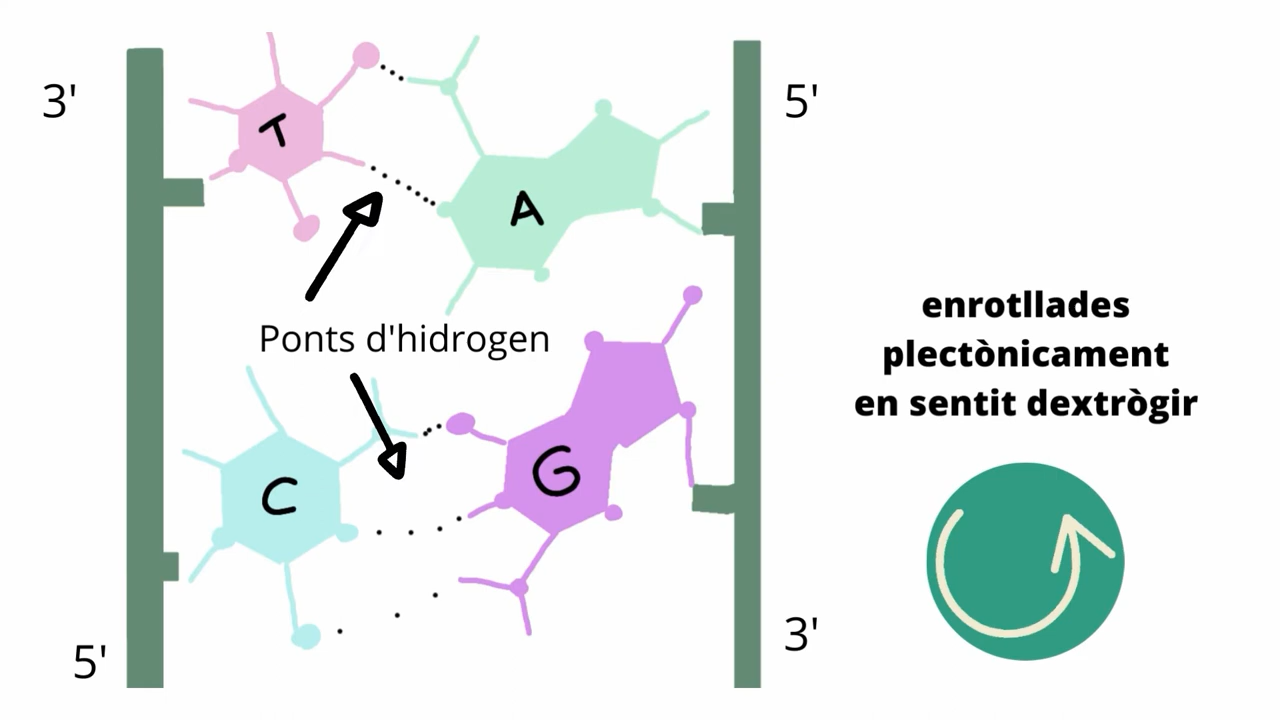 3'
5'
T
A
Ponts d'hidrogen
C
G
5'
3'
enrotllades
plectònicament
en sentit dextrògir